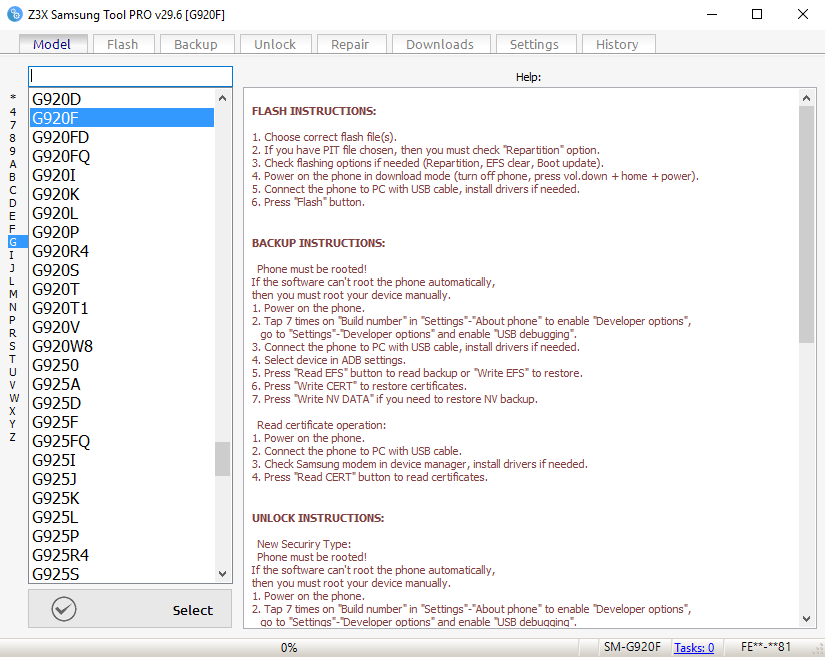 Z3X Samsung Tool PRO v29.6 [G920F]
Model
Flash
Backup
Unlock
Repair
Downloads
Settings
History
Help:
*
4
7
8
9
A
B
C
D
E
F
G
I
J
L
M
N
P
R
S
T
U
V
W
X
Y
Z
G920D
G920F
G920FD
G920FQ
G920I
G920K
G920L
G920P
G920R4
G920S
G920T
G920T1
G920V
G920W8
G9250
G925A
G925D
G925F
G925FQ
G925I
G925J
G925K
G925L
G925P
G925R4
G925S
Select
FLASH INSTRUCTIONS:
1. Choose correct flash file(s).
2. If you have PIT file chosen, then you must check "Repartition" option.
3. Check flashing options if needed (Repartition, EFS clear, Boot update).
4. Power on the phone in download mode (turn off phone, press vol.down + home + power).
5. Connect the phone to PC with USB cable, install drivers if needed.
6. Press "Flash" button.
BACKUP INSTRUCTIONS:
Phone must be rooted!
If the software can't root the phone automatically,
then you must root your device manually.
1. Power on the phone.
2. Tap 7 times on "Build number" in "Settings"-"About phone" to enable "Developer options",
go to "Settings"-"Developer options" and enable "USB debugging".
3. Connect the phone to PC with USB cable, install drivers if needed.
4. Select device in ADB settings.
5. Press "Read EFS" button to read backup or "Write EFS" to restore.
6. Press "Write CERT" to restore certificates.
7. Press "Write NV DATA" if you need to restore NV backup.
Read certificate operation:
1. Power on the phone.
2. Connect the phone to PC with USB cable.
3. Check Samsung modem in device manager, install drivers if needed.
4. Press "Read CERT" button to read certificates.
UNLOCK INSTRUCTIONS:
New Securiry Type:
Phone must be rooted!
If the software can't root the phone automatically,
then you must root your device manually.
1. Power on the phone.
2. Tap 7 times on "Build number" in "Settings"-"About phone" to enable "Developer options",
go to "Settings"-"Developer options" and enable "USB debugging".
0%
SM-G920F
Tasks: 0
FE**-**81